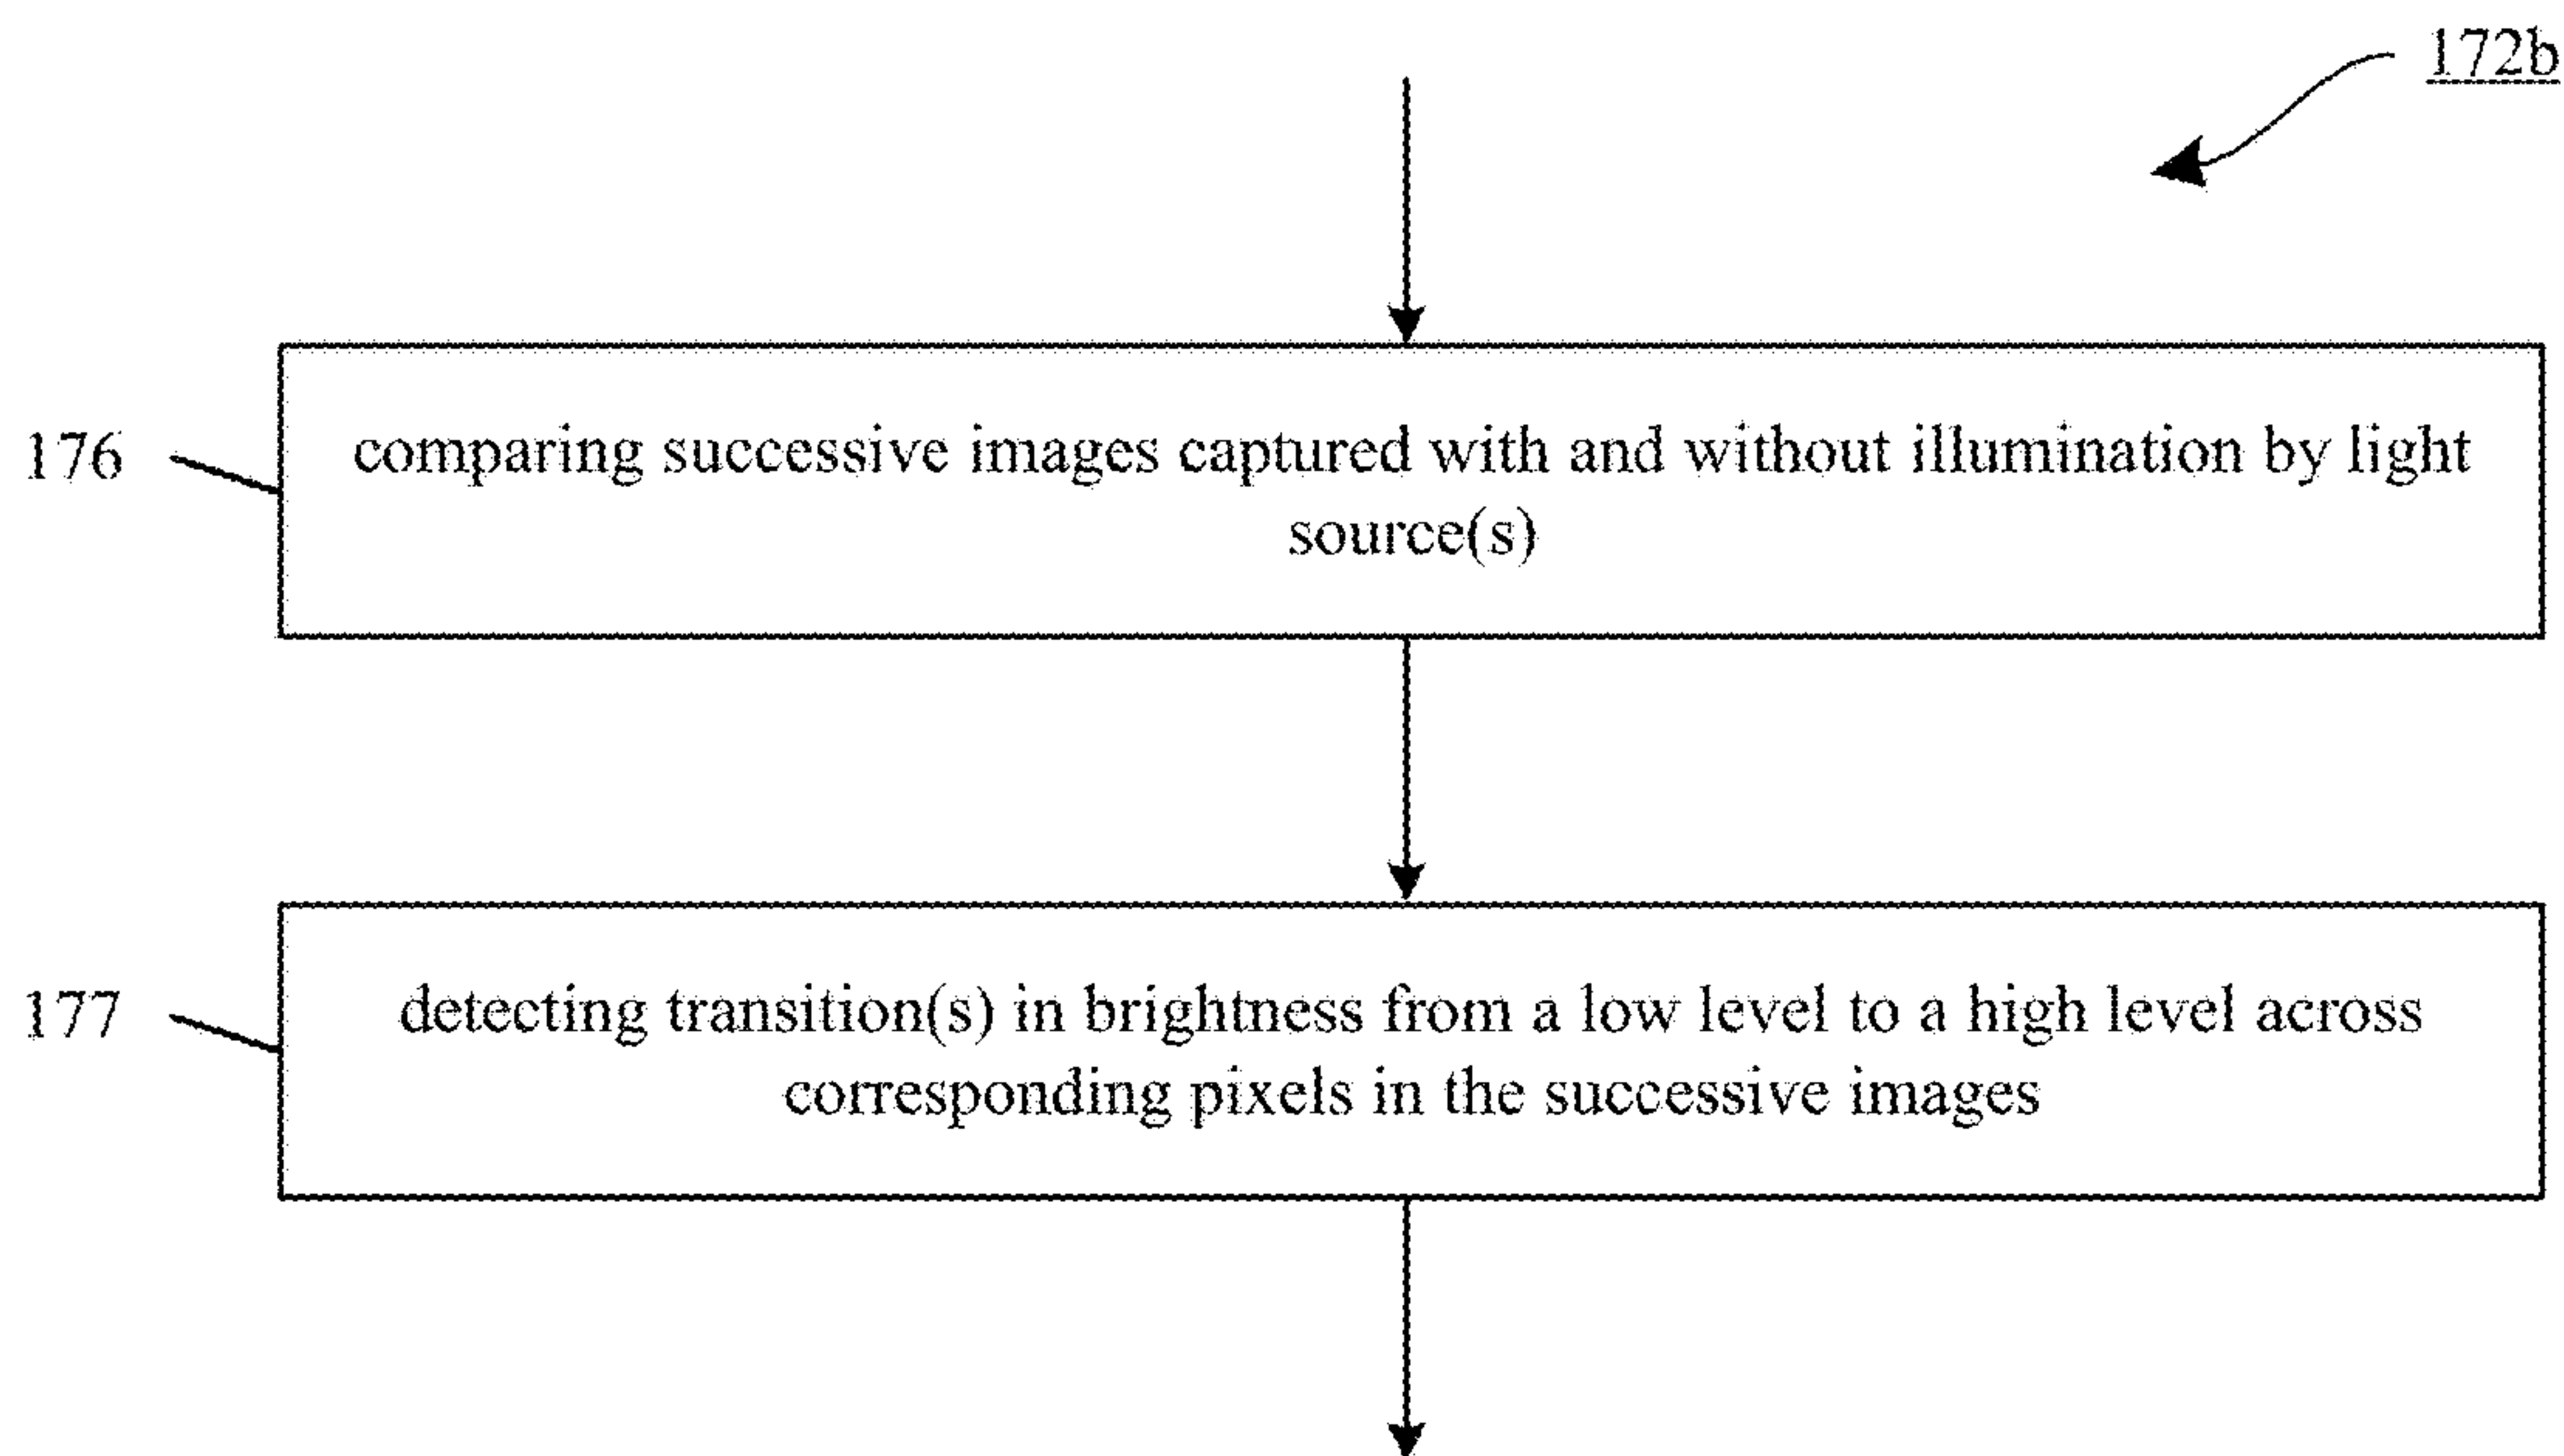 172b
176
comparing successive images captured with and without illumination by light
source(s)
177
detecting transition(s) in brightness from a low level to a high level across
corresponding pixels in the successive images